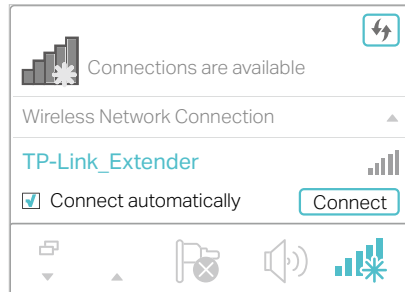 Connections are available
Wireless Network Connection
TP-Link_Extender
Connect automatically
Connect